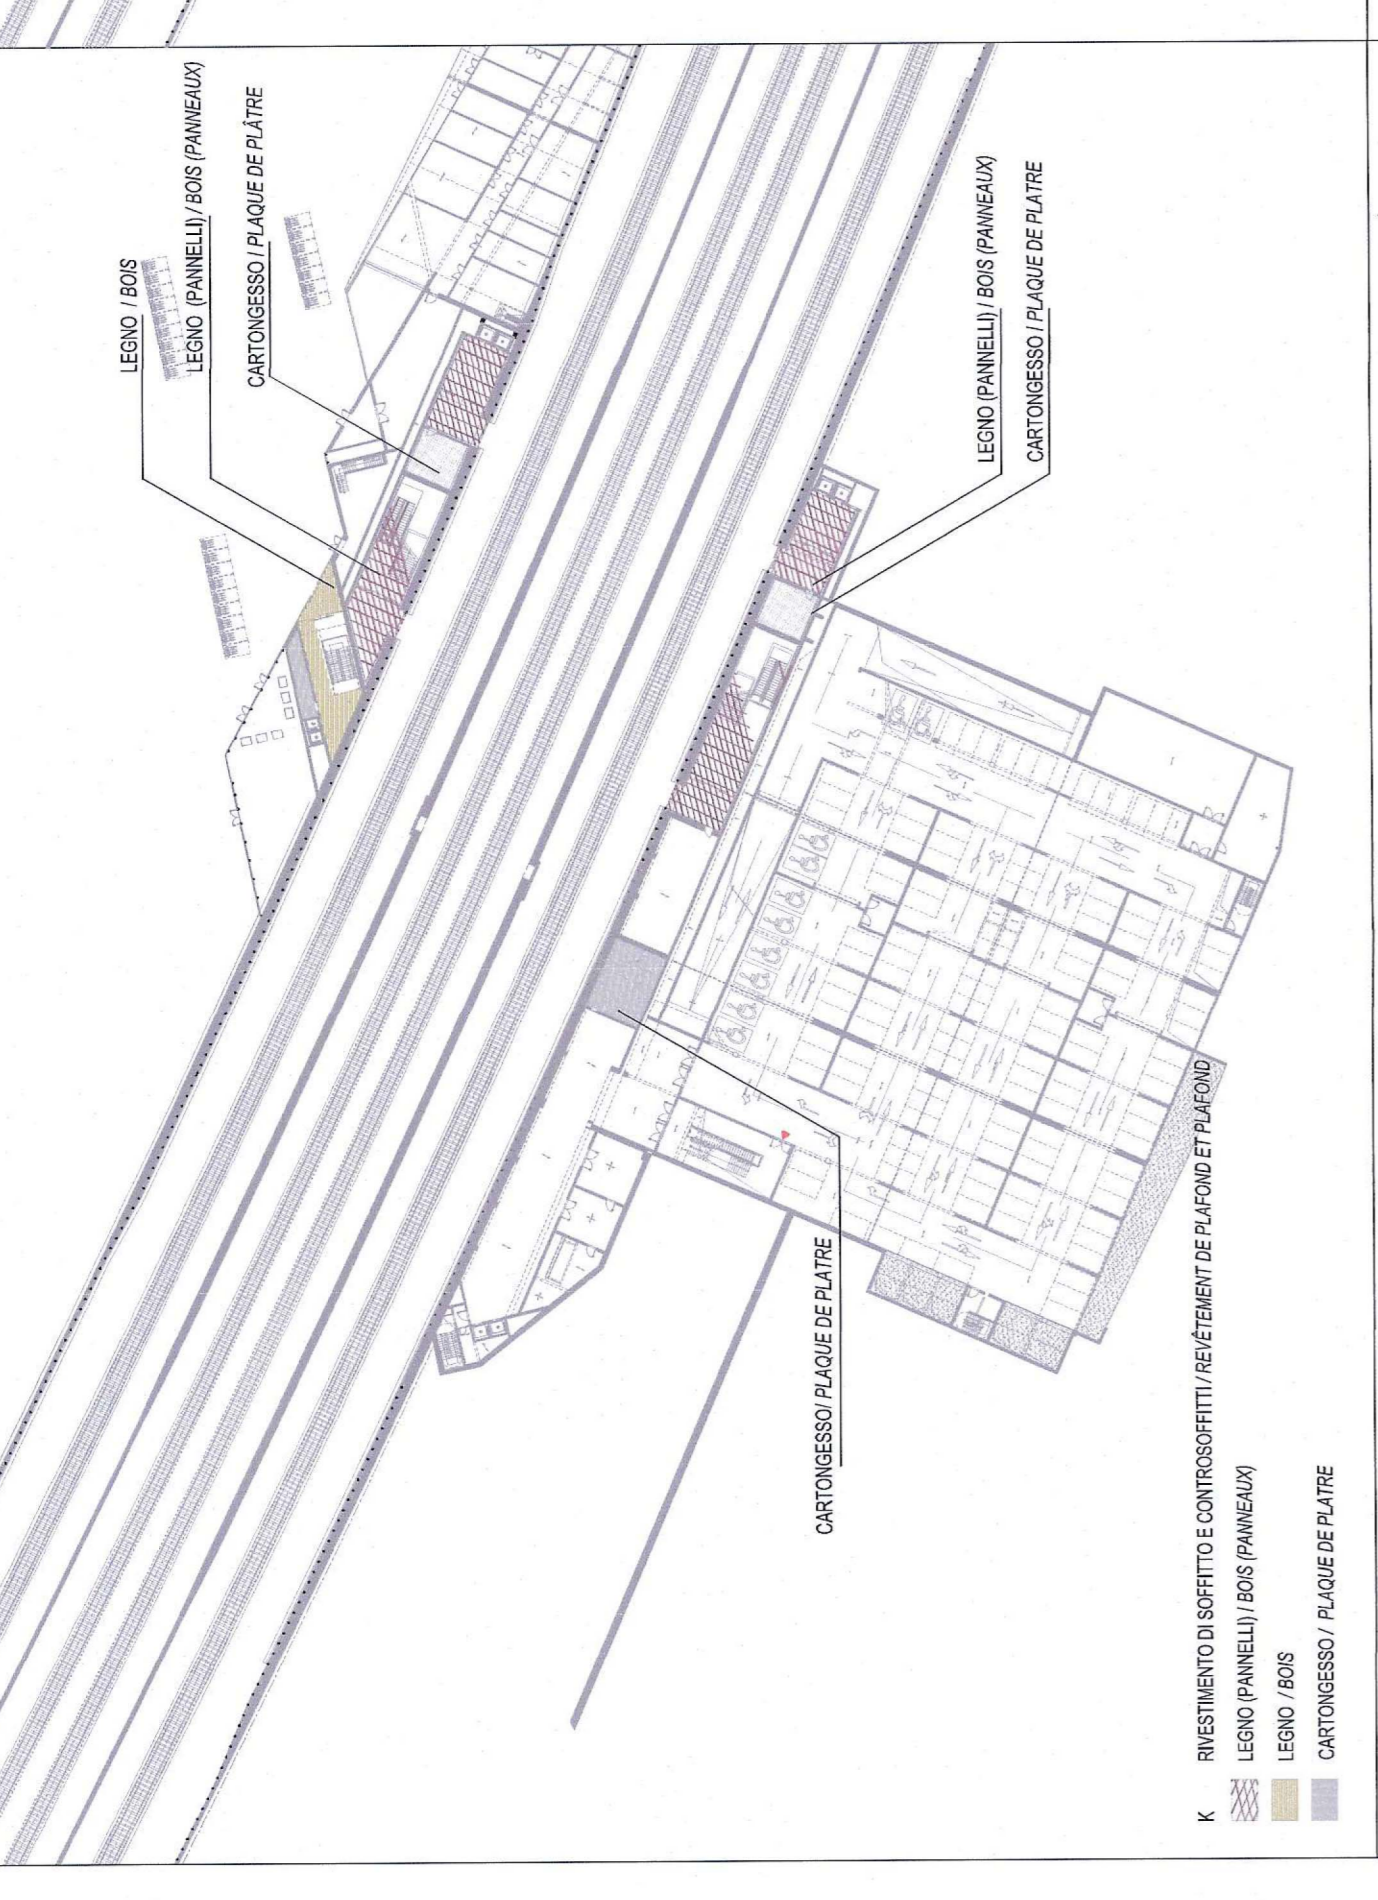 LEGNO / BOIS
LEGNO (PANNELLI) / BOIS (PANNEAUX)
CARTONGESSO / PLAQUE DE PLÂTRE
LEGNO (PANNELLI) / BOIS (PANNEAUX)
CARTONGESSO / PLAQUE DE PLATRE
CARTONGESSO/ PLAQUE DE PLATRE
K RIVESTIMENTO DI SOFFITTO E CONTROSOFFITTI / REVÊTEMENT DE PLAFOND ET PLAFOND
LEGNO (PANNELLI) / BOIS (PANNEAUX)
LEGNO / BOIS
CARTONGESSO / PLAQUE DE PLATRE